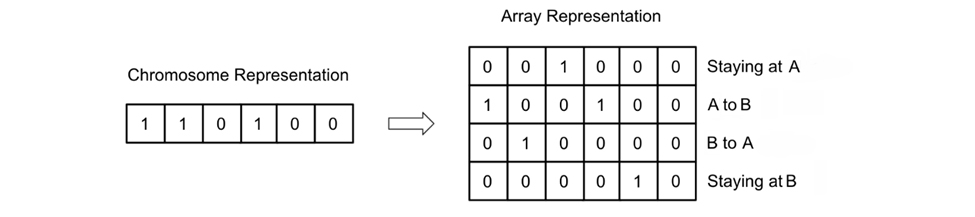 Array Representation
Chromosome Representation
1 1 0 1 0 0
0 0 1 0 0 0 Staying at A
1 0 0 1 0 0 A to B
0 1 0 0 0 0 B to A
0 0 0 0 1 0 Staying at B